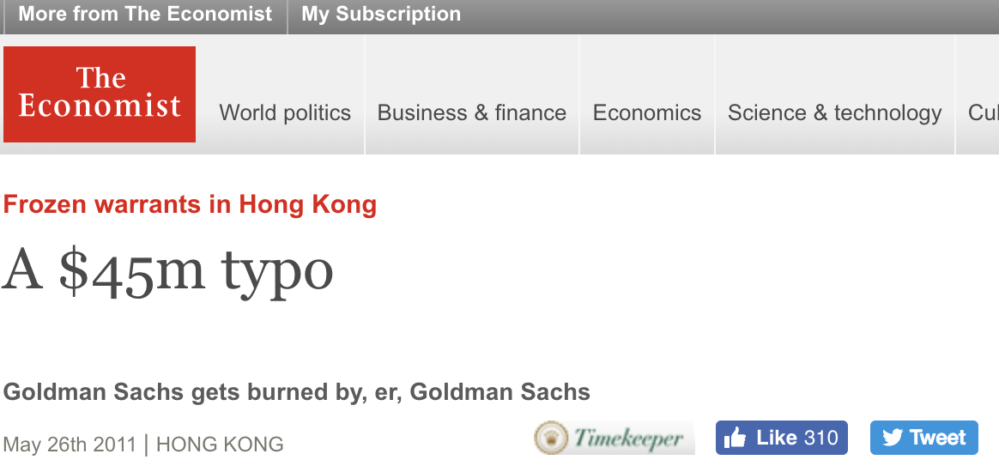 More from The Economist My Subscription
The
Economist
World politics Business & finance Economics Science & technology Cul
Frozen warrants in Hong Kong
A $45m typo
Goldman Sachs gets burned by, er, Goldman Sachs
May 26th 2011 | HONG KONG Timekeeper Like 310 Tweet